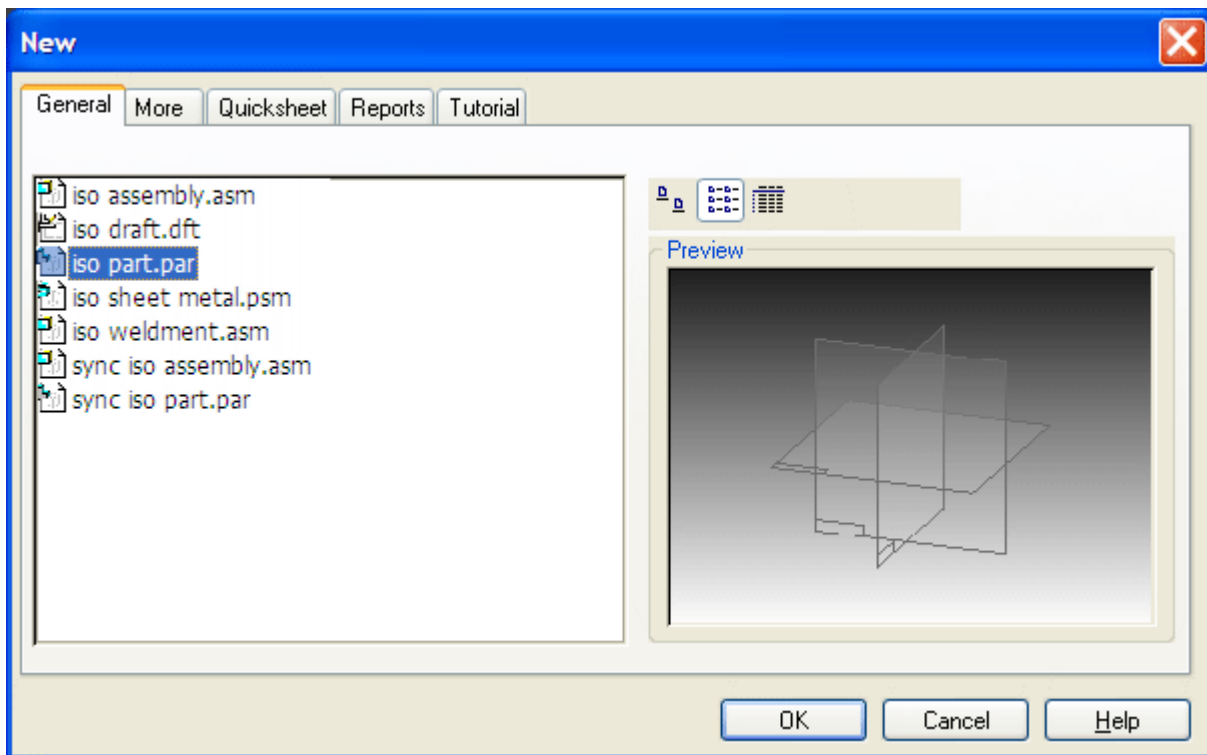 New
General More Quicksheet Reports Tutorial
iso assembly.asm
iso draft.dft
iso part.par
iso sheet metal.psm
iso weldment.asm
sync iso assembly.asm
sync iso part.par
Preview
OK Cancel Help